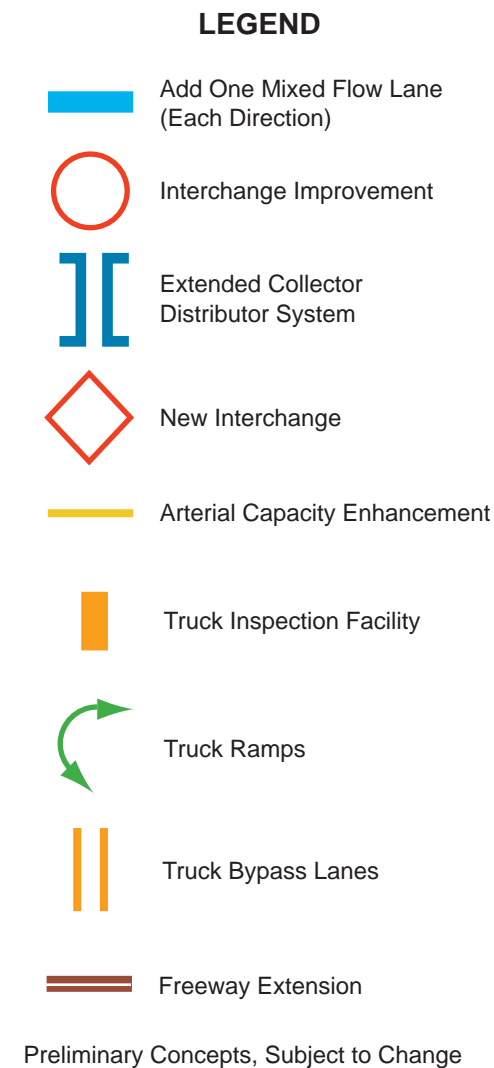 LEGEND
Add One Mixed Flow Lane
(Each Direction)
Interchange Improvement
Extended Collector
Distributor System
New Interchange
Arterial Capacity Enhancement
Truck Inspection Facility
Truck Ramps
Truck Bypass Lanes
Freeway Extension
Preliminary Concepts, Subject to Change